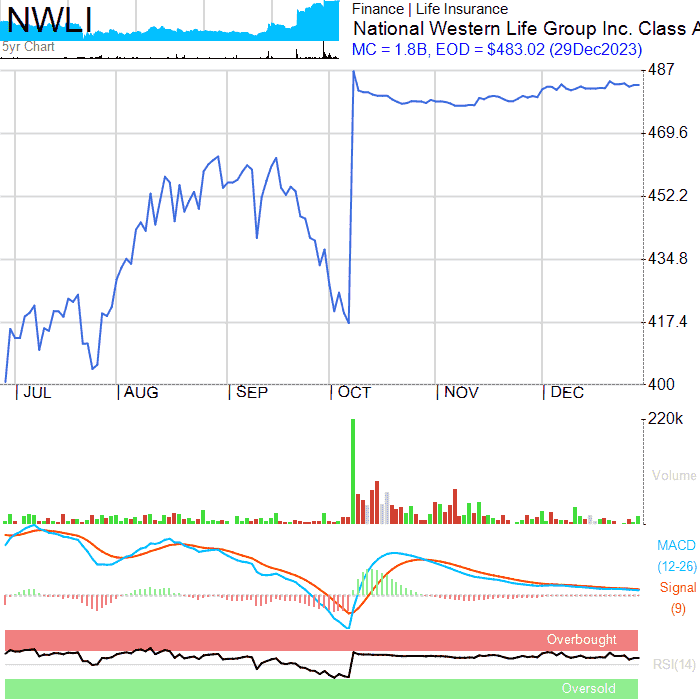 NWLI
5yr Chart
Finance | Life Insurance
National Western Life Group Inc. Class A
MC = 1.8B, EOD = $483.02 (29Dec2023)
487
469.6
452.2
434.8
417.4
400
JUL AUG SEP OCT NOV DEC
220k
Volume
MACD
(12-26)
Signal
(9)
Overbought
RSI(14)
Oversold